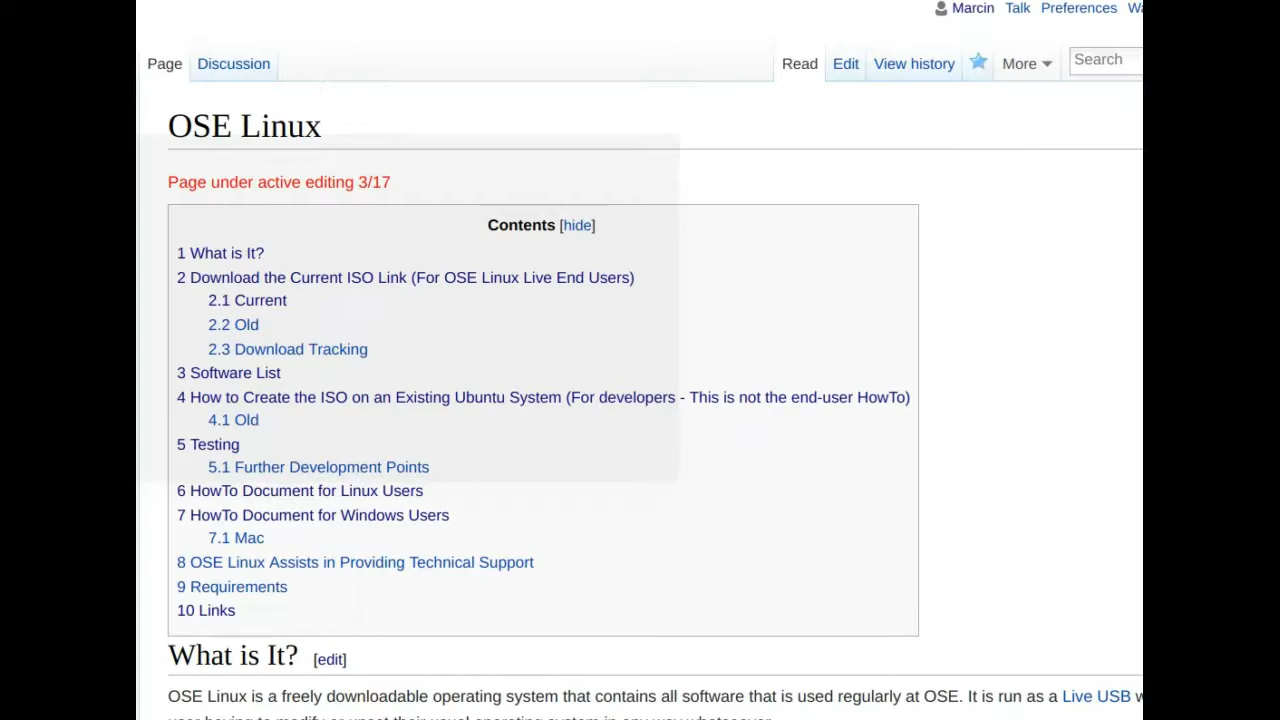 Marcin Talk Preferences
Page Discussion Read Edit View history More Search
OSE Linux
Page under active editing 3/17
Contents [hide]
1 What is It?
2 Download the Current ISO Link (For OSE Linux Live End Users)
2.1 Current
2.2 Old
2.3 Download Tracking
3 Software List
4 How to Create the ISO on an Existing Ubuntu System (For developers - This is not the end-user HowTo)
4.1 Old
5 Testing
5.1 Further Development Points
6 HowTo Document for Linux Users
7 HowTo Document for Windows Users
7.1 Mac
8 OSE Linux Assists in Providing Technical Support
9 Requirements
10 Links
What is It? [edit]
OSE Linux is a freely downloadable operating system that contains all software that is used regularly at OSE. It is run as a Live USB